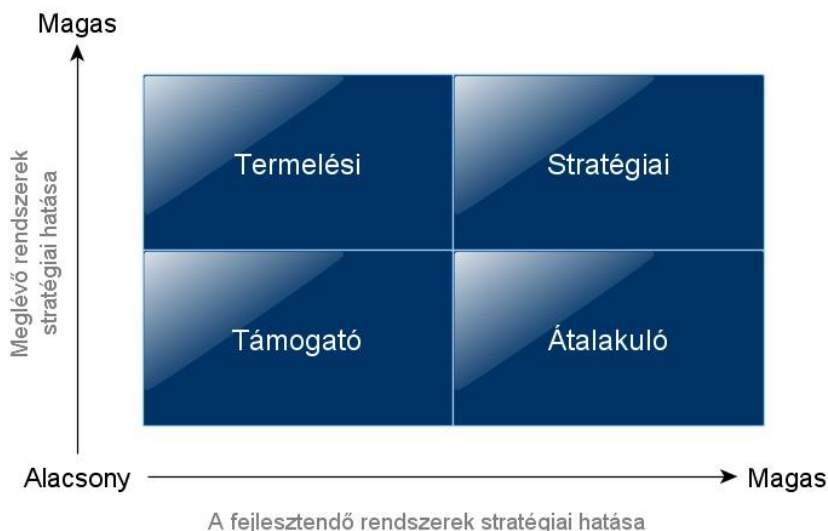 Magas
Meglévő rendszerek
stratégiai hatása
Termelési
Stratégiai
Támogató
Átalakuló
Alacsony
Magas
A fejlesztendő rendszerek stratégiai hatása